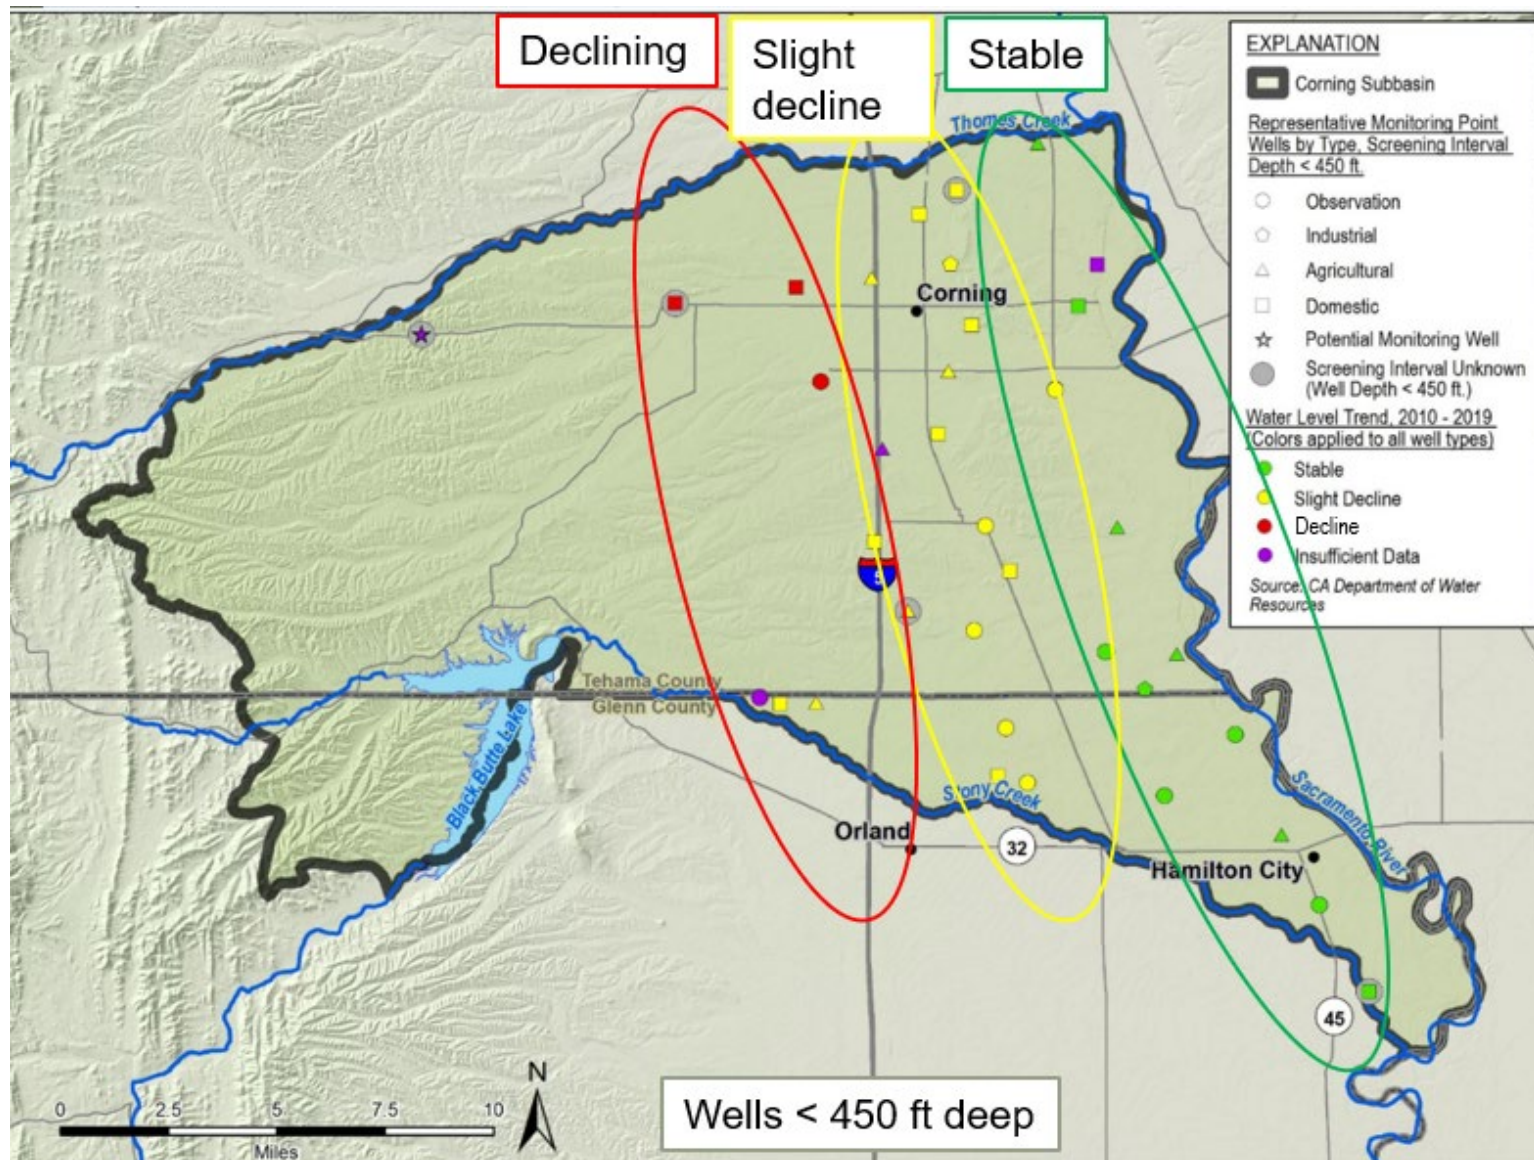 Declining
Slight
decline
Stable
EXPLANATION
Corning Subbasin
Representative Monitoring Point
Wells by Type, Screening Interval
Depth < 450 ft.
Observation
Industrial
Agricultural
Domestic
Potential Monitoring Well
Screening Interval Unknown
(Well Depth < 450 ft.)
Water Level Trend, 2010 - 2019
(Colors applied to all well types)
Stable
Slight Decline
Decline
Insufficient Data
Source: CA Department of Water
Resources
Thomes Creek
Corning
5
Tehama County
Glenn County
Black Butte Lake
Stony Creek
Sacramento River
Orland
32
Hamilton City
45
N
0 2.5 5 7.5 10
Miles
Wells < 450 ft deep